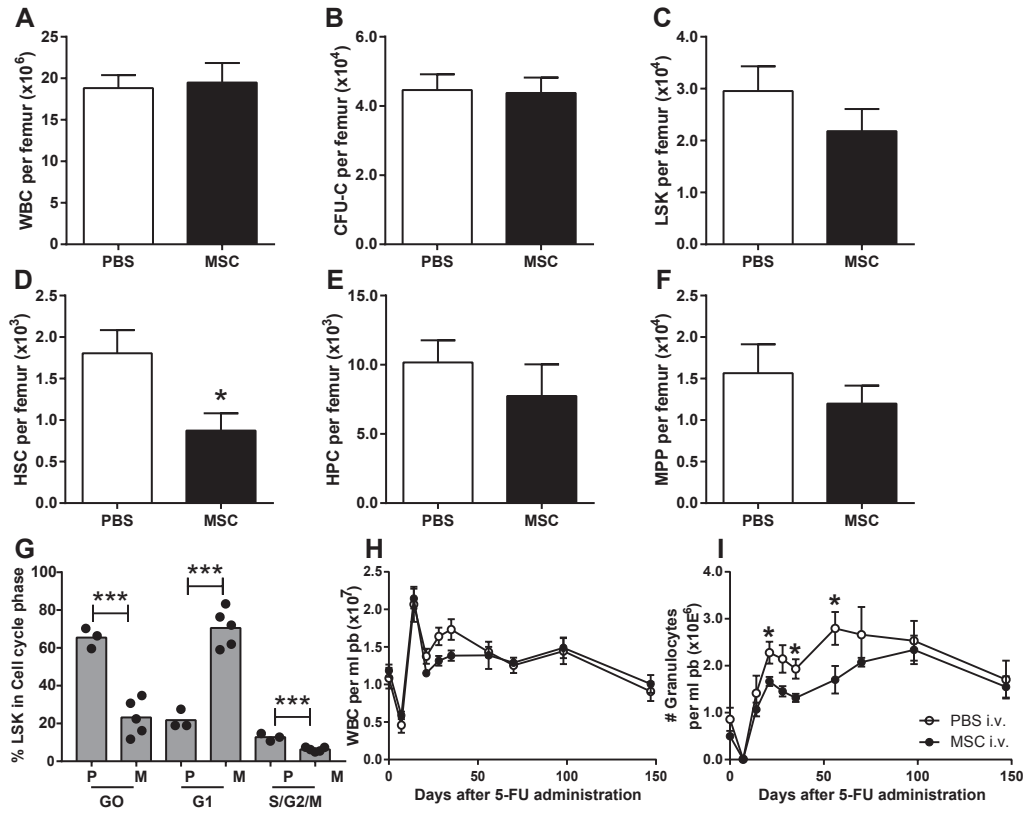 A
WBC per femur (x10⁶)
25
20
15
10
5
0
PBS
MSC
B
CFU-C per femur (x10⁴)
6.0
4.0
2.0
0.0
PBS
MSC
C
LSK per femur (x10⁴)
4.0
3.0
2.0
1.0
0.0
PBS
MSC
D
HSC per femur (x10³)
2.5
2.0
1.5
1.0
0.5
0.0
*
PBS
MSC
E
HPC per femur (x10³)
15.0
10.0
5.0
0.0
PBS
MSC
F
MPP per femur (x10⁴)
2.5
2.0
1.5
1.0
0.5
0.0
PBS
MSC
G
% LSK in Cell cycle phase
100
80
60
40
20
0
***
***
***
P M P M P M
GO G1 S/G2/M
H
WBC per ml pb (x10⁷)
2.5
2.0
1.5
1.0
0.5
0.0
0 50 100 150
Days after 5-FU administration
I
# Granulocytes
per ml pb (x10E⁶)
4.0
3.0
2.0
1.0
0.0
* * *
PBS i.v.
MSC i.v.
0 50 100 150
Days after 5-FU administration